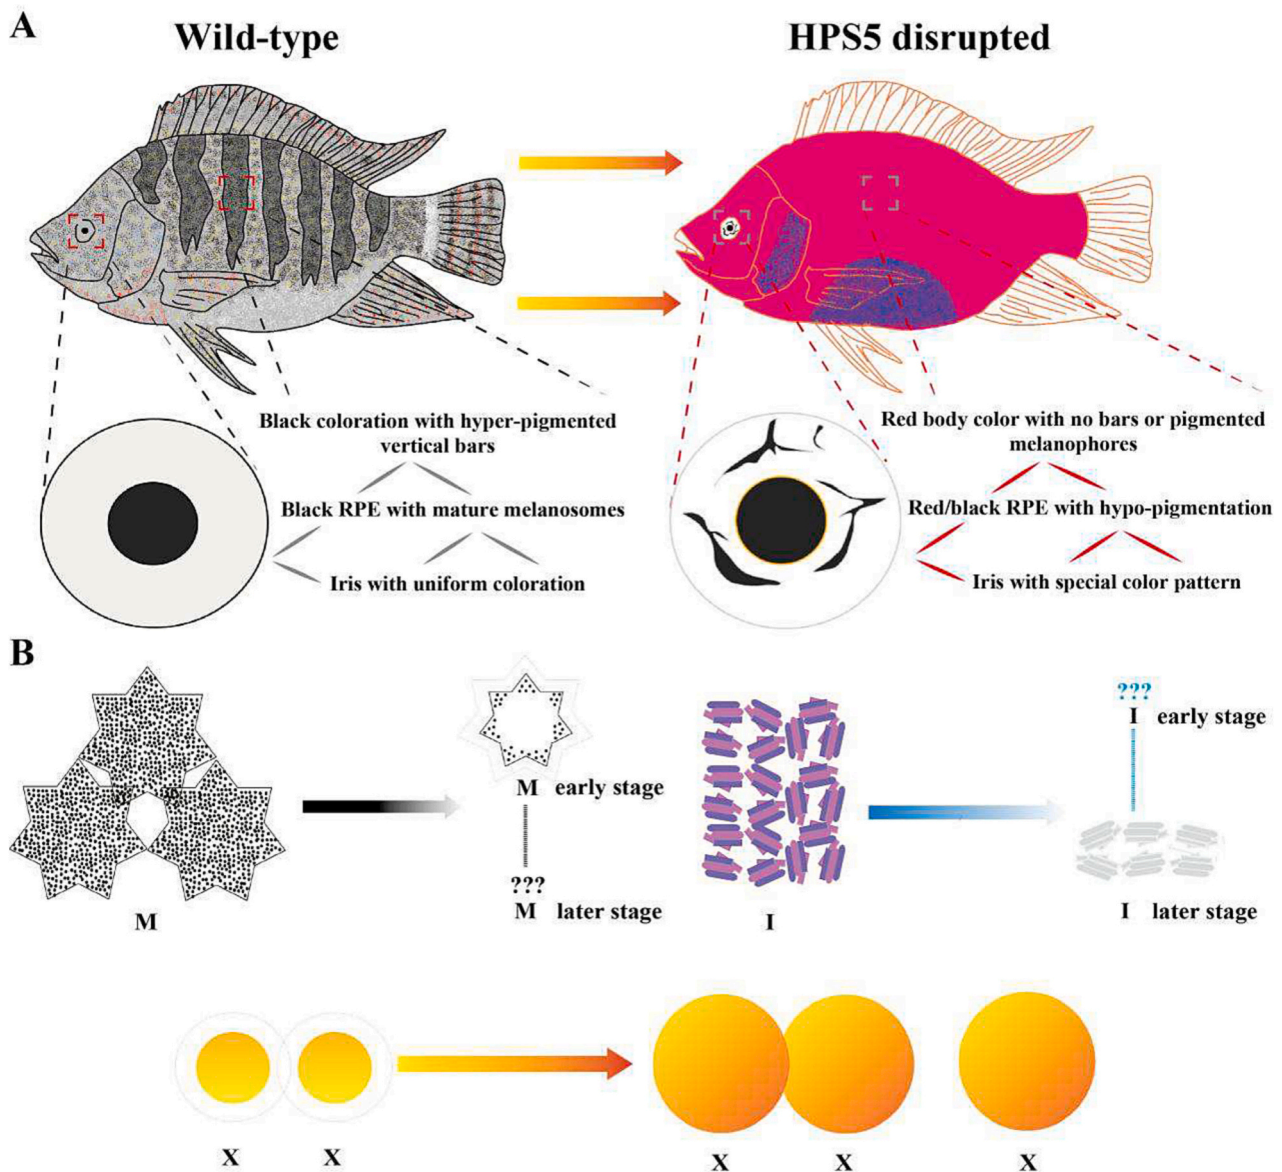 A
Wild-type
HPS5 disrupted
Black coloration with hyper-pigmented
vertical bars
Black RPE with mature melanosomes
Iris with uniform coloration
Red body color with no bars or pigmented
melanophores
Red/black RPE with hypo-pigmentation
Iris with special color pattern
B
M
M early stage
???
M later stage
I
???
I early stage
I later stage
X
X
X
X
X